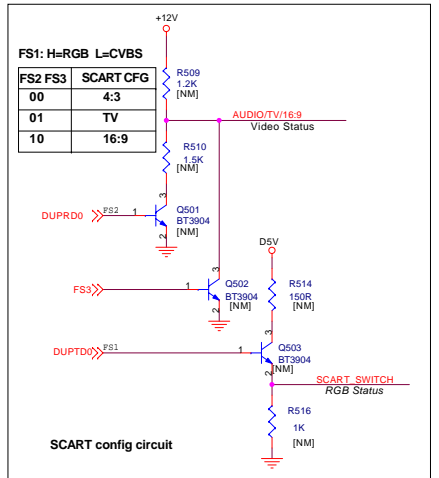 +12V
FS1: H=RGB L=CVBS
FS2 FS3 SCART CFG
00 4:3
01 TV
10 16:9
R509
1.2K
[NM]
AUDIO/TV/16:9
Video Status
R510
1.5K
[NM]
3
DUPRD0 FS2 1
Q501
BT3904
[NM]
2
D5V
3
FS3 1
Q502
BT3904
[NM]
2
R514
150R
[NM]
3
DUPTD0 FS1 1
Q503
BT3904
[NM]
2
SCART_SWITCH
RGB Status
R516
1K
[NM]
SCART config circuit